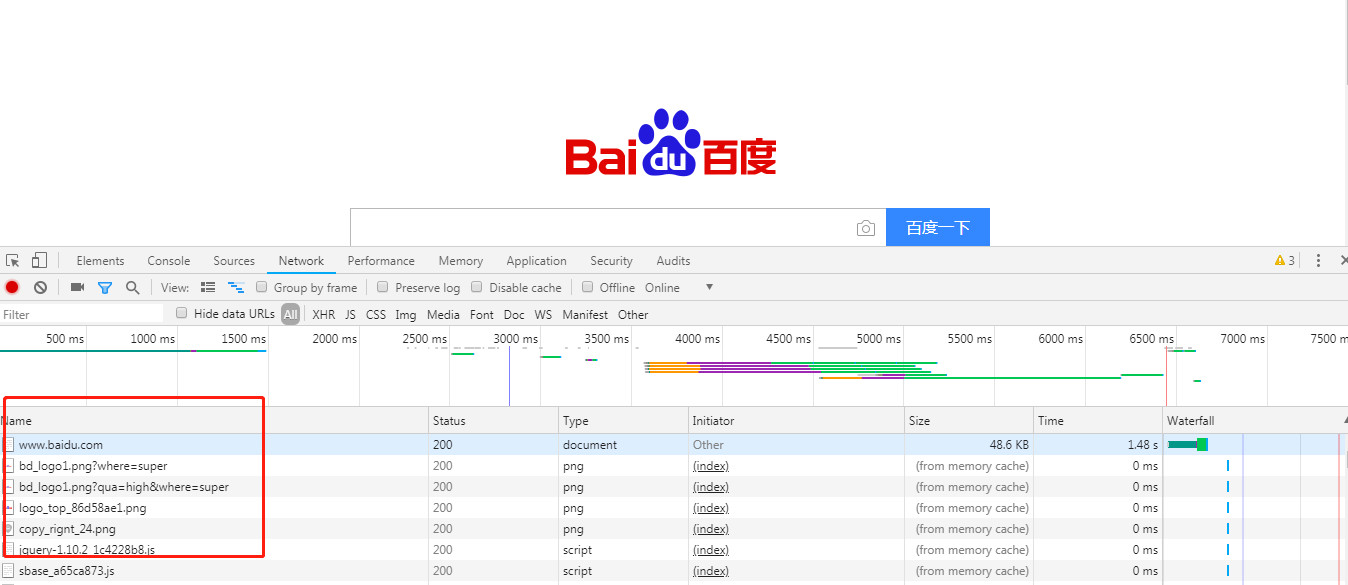 Bai du 百度
百度一下
Elements Console Sources Network Performance Memory Application Security Audits 3
View: Group by frame Preserve log Disable cache Offline Online
Filter Hide data URLs All XHR JS CSS Img Media Font Doc WS Manifest Other
500 ms 1000 ms 1500 ms 2000 ms 2500 ms 3000 ms 3500 ms 4000 ms 4500 ms 5000 ms 5500 ms 6000 ms 6500 ms 7000 ms 7500 m
Name Status Type Initiator Size Time Waterfall
www.baidu.com 200 document Other 48.6 KB 1.48 s
bd_logo1.png?where=super 200 png (index) (from memory cache) 0 ms
bd_logo1.png?qua=high&where=super 200 png (index) (from memory cache) 0 ms
logo_top_86d58ae1.png 200 png (index) (from memory cache) 0 ms
copy_rignt_24.png 200 png (index) (from memory cache) 0 ms
jquery-1.10.2_1c4228b8.js 200 script (index) (from memory cache) 0 ms
sbase_a65ca873.js 200 script (index) (from memory cache) 0 ms